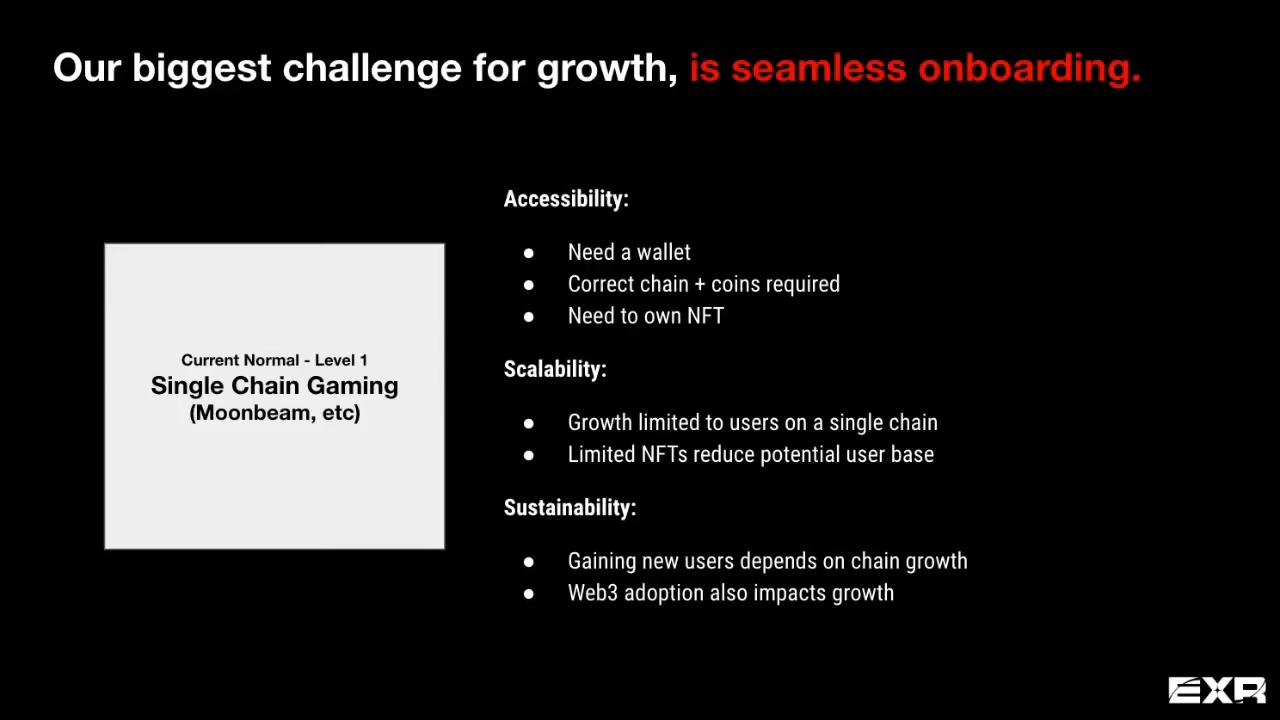 Our biggest challenge for growth, is seamless onboarding.
Current Normal - Level 1
Single Chain Gaming
(Moonbeam, etc)
Accessibility:
● Need a wallet
● Correct chain + coins required
● Need to own NFT
Scalability:
● Growth limited to users on a single chain
● Limited NFTs reduce potential user base
Sustainability:
● Gaining new users depends on chain growth
● Web3 adoption also impacts growth
EXR